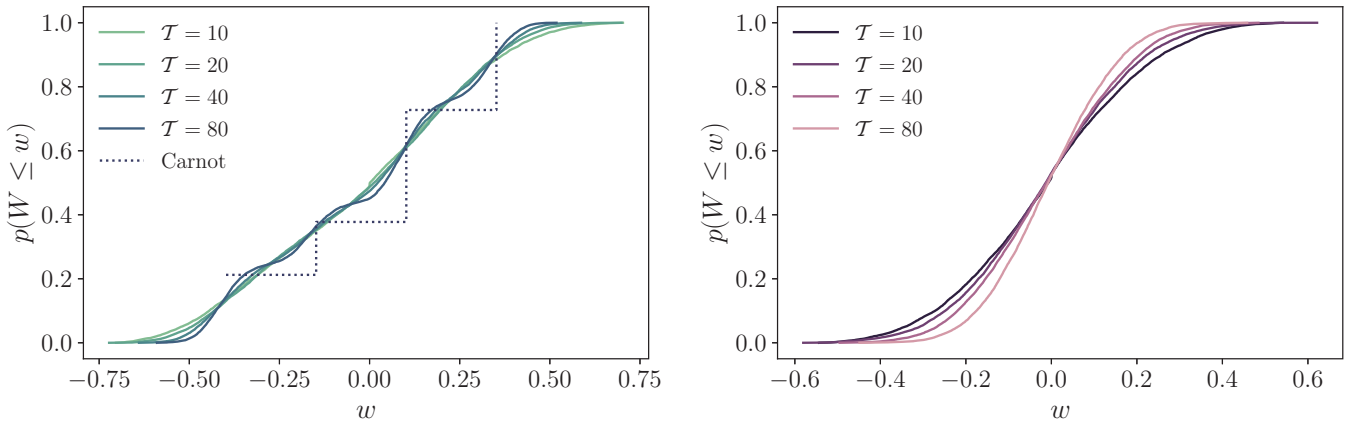 1.0
0.8
0.6
0.4
0.2
0.0
p(W ≤ w)
𝒯 = 10
𝒯 = 20
𝒯 = 40
𝒯 = 80
Carnot
−0.75 −0.50 −0.25 0.00 0.25 0.50 0.75
w
1.0
0.8
0.6
0.4
0.2
0.0
p(W ≤ w)
𝒯 = 10
𝒯 = 20
𝒯 = 40
𝒯 = 80
−0.6 −0.4 −0.2 0.0 0.2 0.4 0.6
w